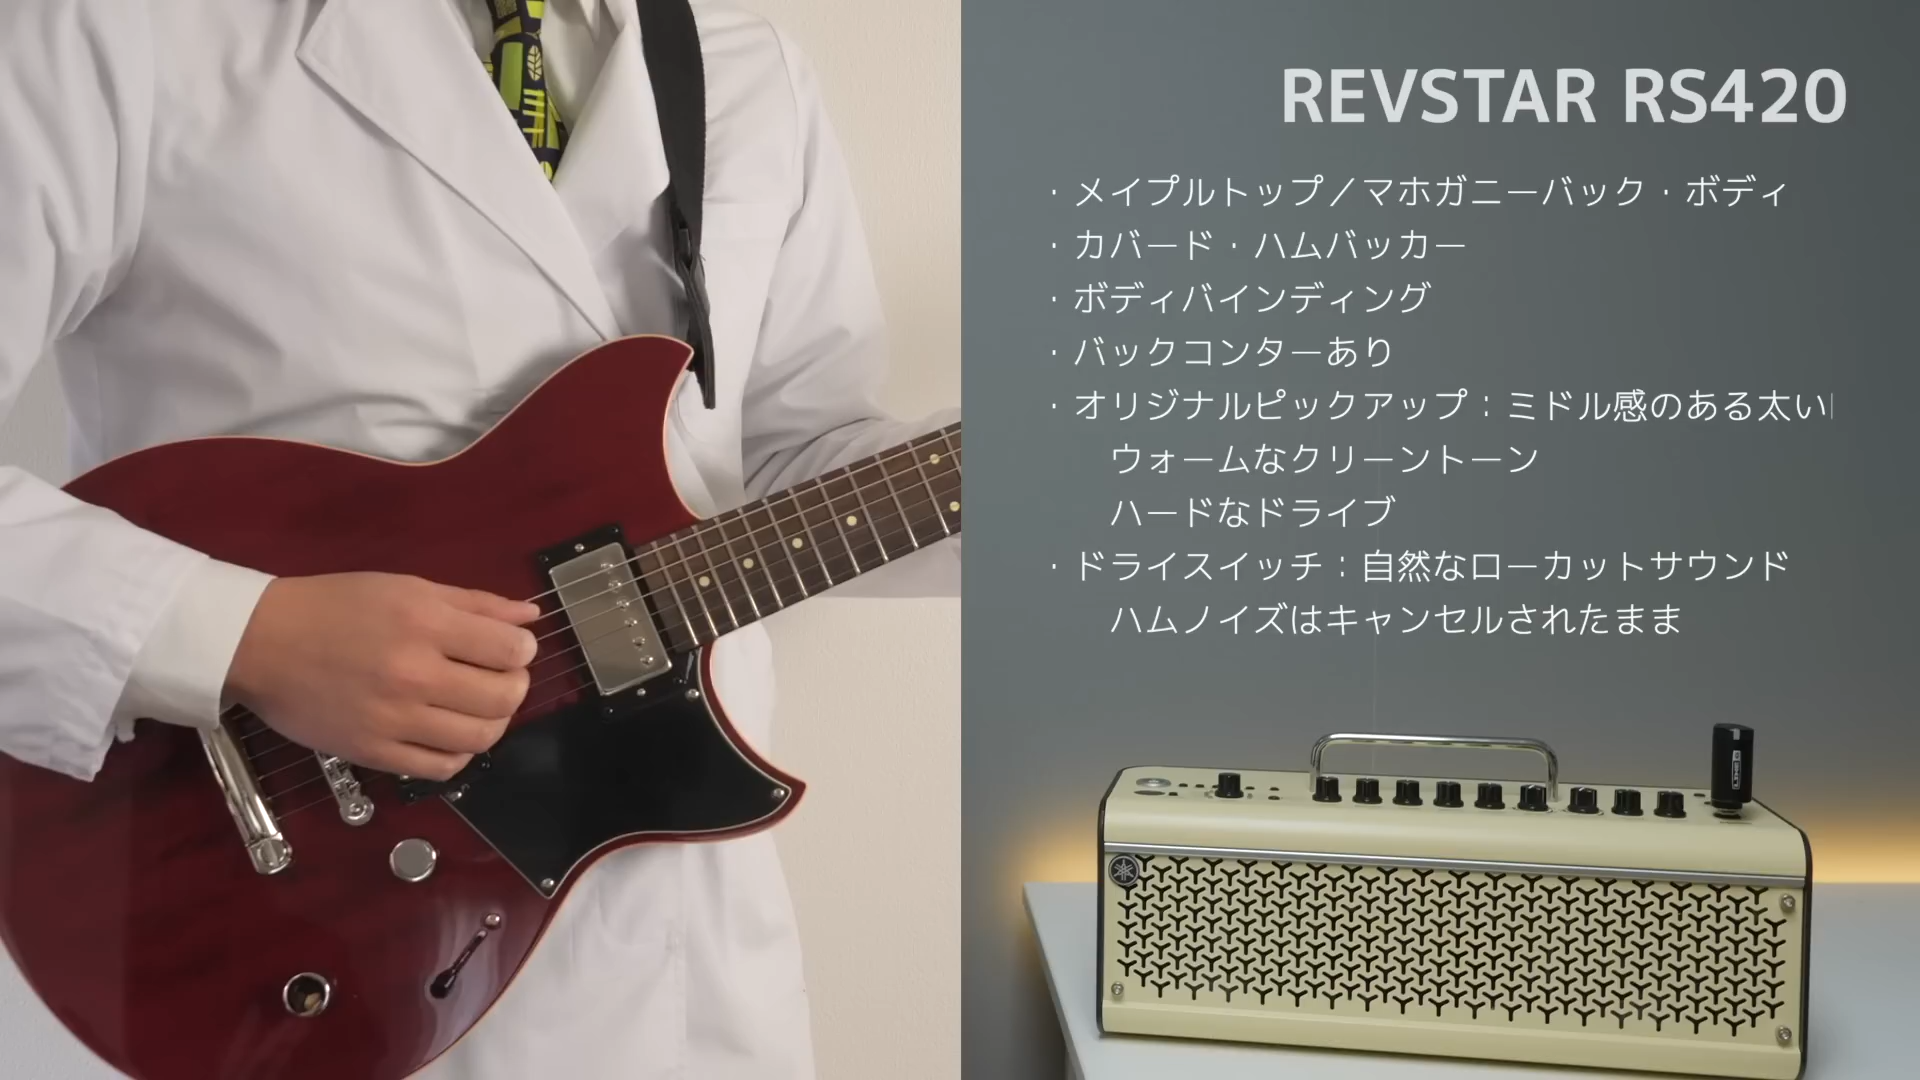 REVSTAR RS420
・メイプルトップ／マホガニーバック・ボディ
・カバード・ハムバッカー
・ボディバインディング
・バックコンターあり
・オリジナルピックアップ：ミドル感のある太い
ウォームなクリーントーン
ハードなドライブ
・ドライスイッチ：自然なローカットサウンド
ハムノイズはキャンセルされたまま
LINE 6